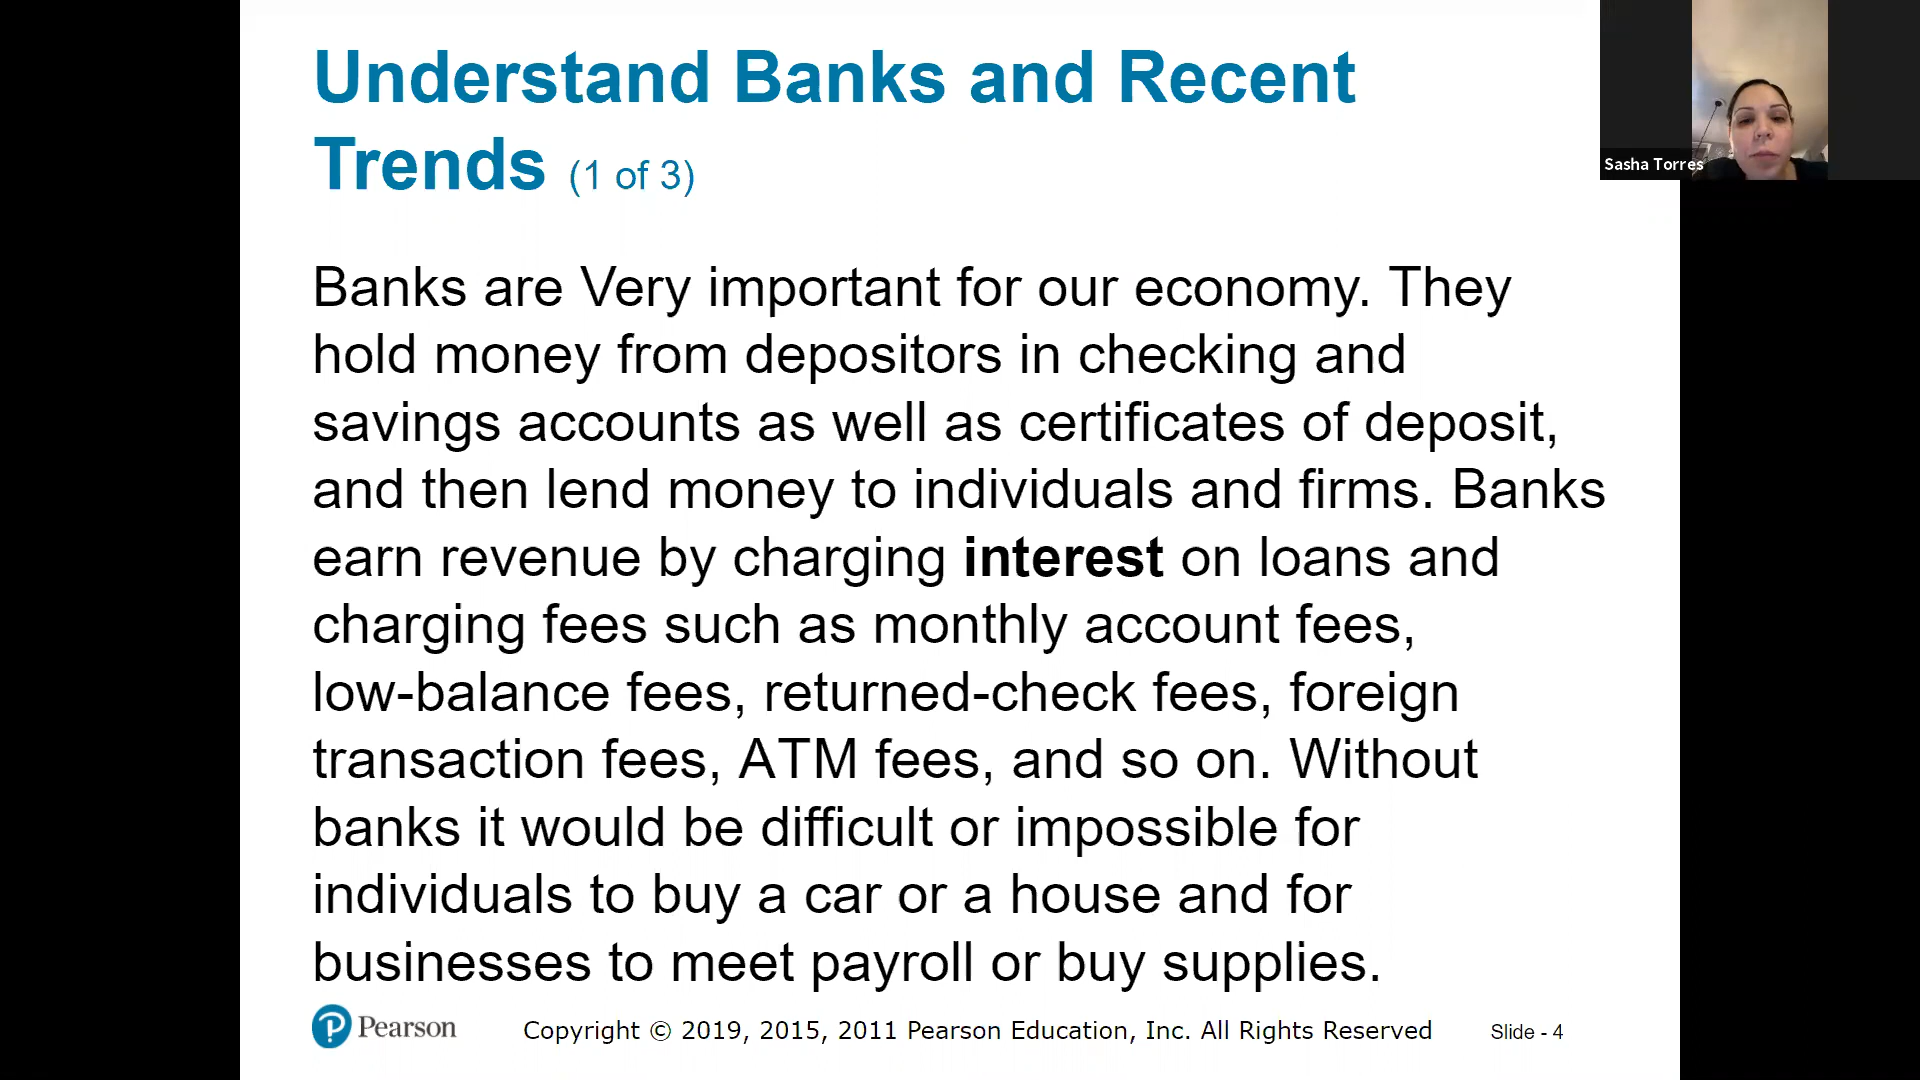 Understand Banks and Recent
Trends (1 of 3)
Sasha Torres
Banks are Very important for our economy. They
hold money from depositors in checking and
savings accounts as well as certificates of deposit,
and then lend money to individuals and firms. Banks
earn revenue by charging interest on loans and
charging fees such as monthly account fees,
low-balance fees, returned-check fees, foreign
transaction fees, ATM fees, and so on. Without
banks it would be difficult or impossible for
individuals to buy a car or a house and for
businesses to meet payroll or buy supplies.
Pearson Copyright © 2019, 2015, 2011 Pearson Education, Inc. All Rights Reserved Slide - 4